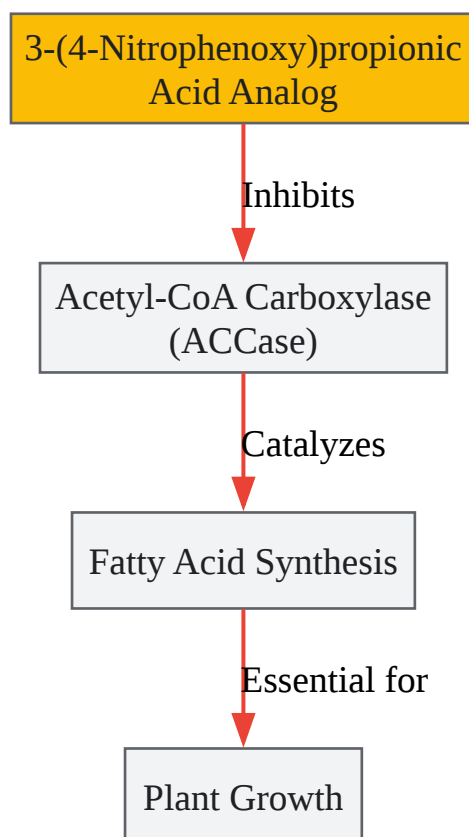 3-(4-Nitrophenoxy)propionic
Acid Analog
Inhibits
Acetyl-CoA Carboxylase
(ACCase)
Catalyzes
Fatty Acid Synthesis
Essential for
Plant Growth